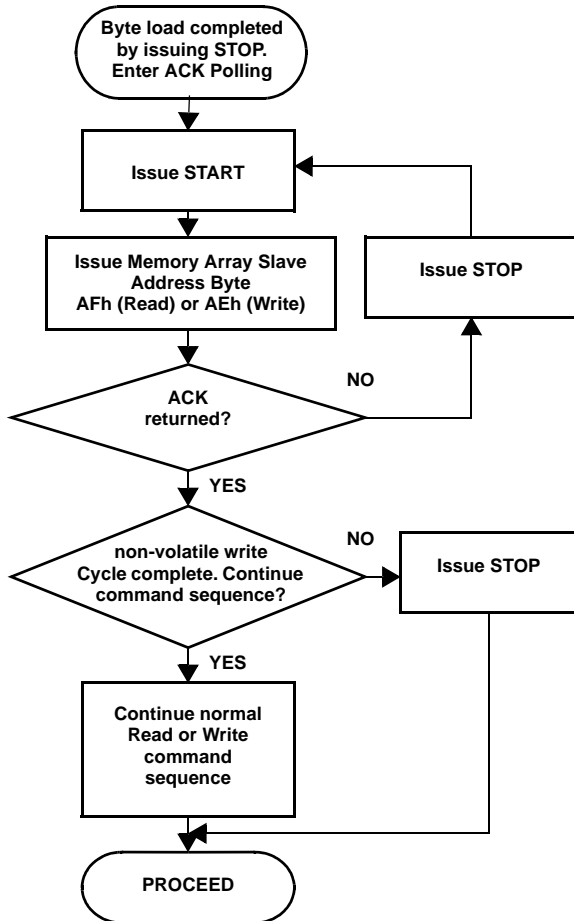 Byte load completed
by issuing STOP.
Enter ACK Polling
Issue START
Issue Memory Array Slave
Address Byte
AFh (Read) or AEh (Write)
Issue STOP
ACK
returned?
NO
YES
non-volatile write
Cycle complete. Continue
command sequence?
NO
Issue STOP
YES
Continue normal
Read or Write
command
sequence
PROCEED